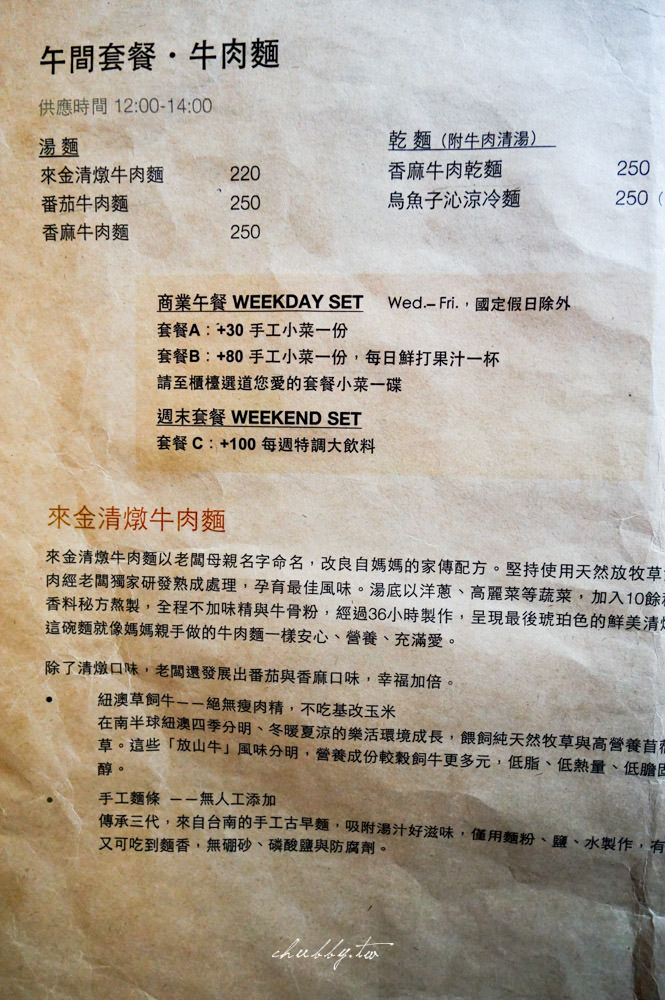 午間套餐・牛肉麵
供應時間 12:00-14:00
湯 麵
來金清燉牛肉麵 220
番茄牛肉麵 250
香麻牛肉麵 250
乾 麵（附牛肉清湯）
香麻牛肉乾麵 250
烏魚子沁涼冷麵 250（
商業午餐 WEEKDAY SET Wed.– Fri.，國定假日除外
套餐A：+30 手工小菜一份
套餐B：+80 手工小菜一份，每日鮮打果汁一杯
請至櫃檯選道您愛的套餐小菜一碟
週末套餐 WEEKEND SET
套餐 C：+100 每週特調大飲料
來金清燉牛肉麵
來金清燉牛肉麵以老闆母親名字命名，改良自媽媽的家傳配方。堅持使用天然放牧草
肉經老闆獨家研發熟成處理，孕育最佳風味。湯底以洋蔥、高麗菜等蔬菜，加入10餘
香料秘方熬製，全程不加味精與牛骨粉，經過36小時製作，呈現最後琥珀色的鮮美清
這碗麵就像媽媽親手做的牛肉麵一樣安心、營養、充滿愛。
除了清燉口味，老闆還發展出番茄與香麻口味，幸福加倍。
• 紐澳草飼牛——絕無瘦肉精，不吃基改玉米
在南半球紐澳四季分明、冬暖夏涼的樂活環境成長，餵飼純天然牧草與高營養苜
草。這些「放山牛」風味分明，營養成份較穀飼牛更多元，低脂、低熱量、低膽固
醇。
• 手工麵條 ——無人工添加
傳承三代，來自台南的手工古早麵，吸附湯汁好滋味，僅用麵粉、鹽、水製作，有
又可吃到麵香，無硼砂、磷酸鹽與防腐劑。
chubby.tw